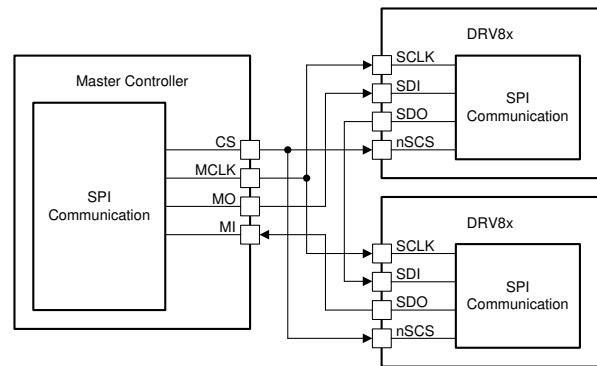 Master Controller
SPI
Communication
CS
MCLK
MO
MI
DRV8x
SCLK
SDI
SDO
nSCS
SPI
Communication
DRV8x
SCLK
SDI
SDO
nSCS
SPI
Communication